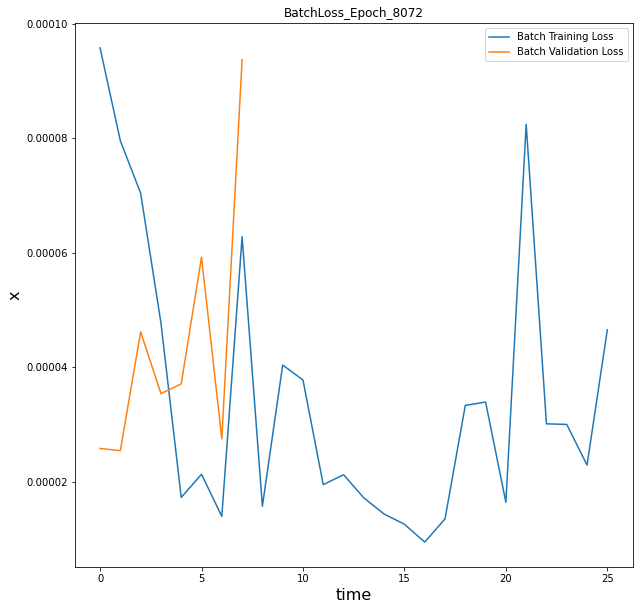 BatchLoss_Epoch_8072
Batch Training Loss
Batch Validation Loss
0.00010
0.00008
0.00006
0.00004
0.00002
x
0 5 10 15 20 25
time